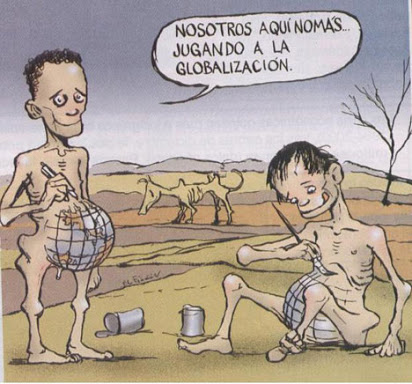 NOSOTROS AQUÍ NOMÁS...
JUGANDO A LA
GLOBALIZACIÓN.